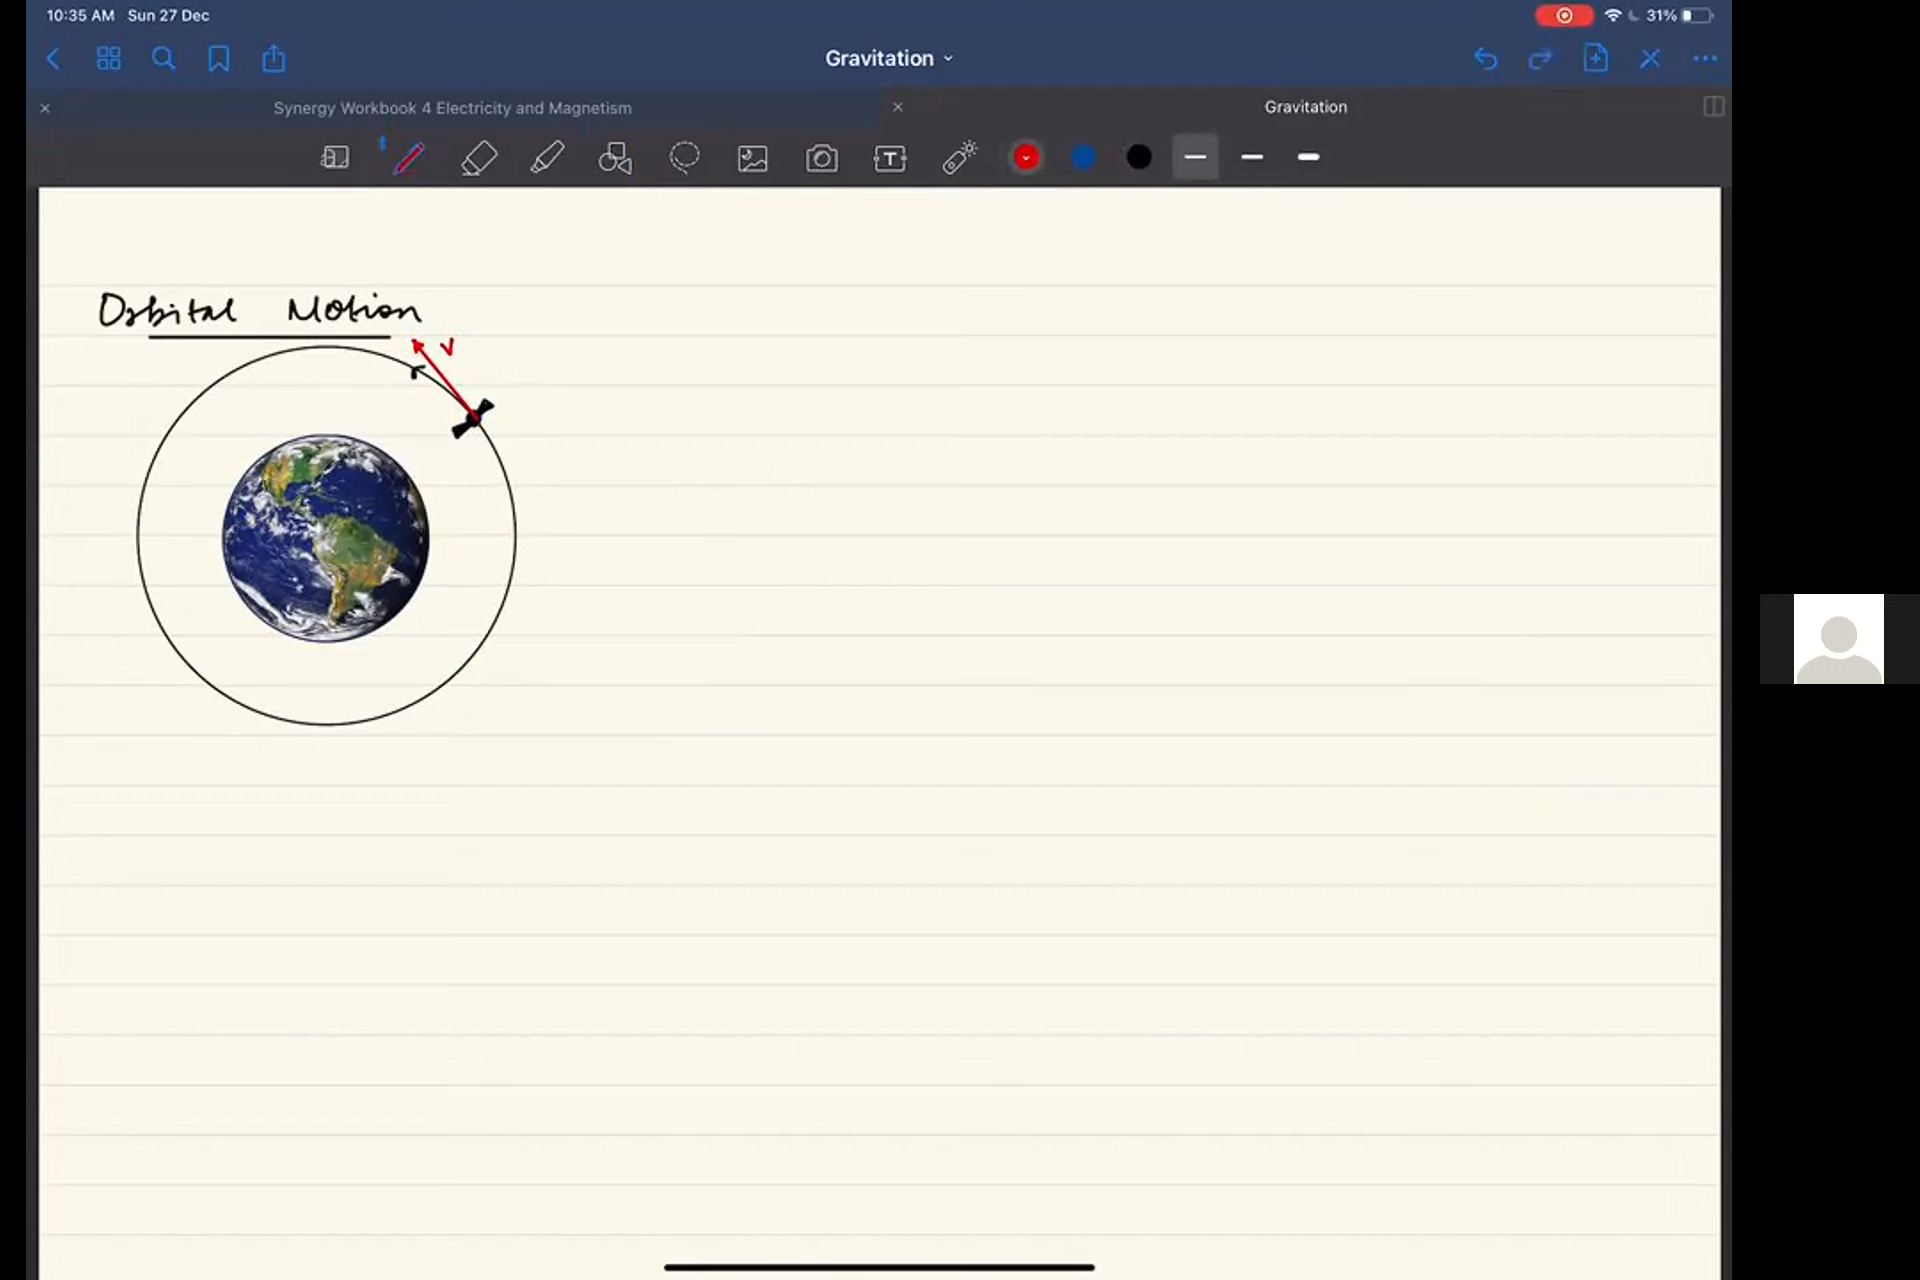 10:35 AM Sun 27 Dec
31%
Gravitation
Synergy Workbook 4 Electricity and Magnetism
Gravitation
T
Orbital Motion
v